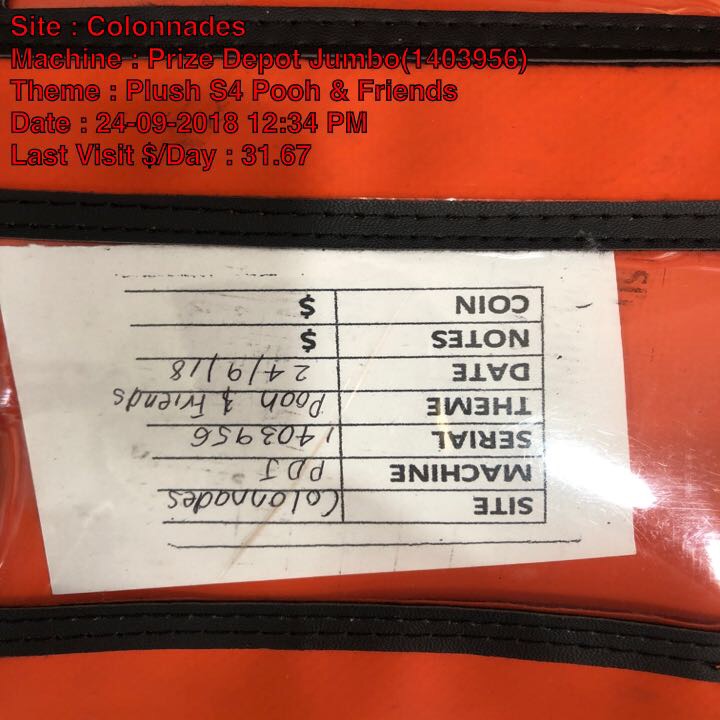 Site : Colonnades
Machine : Prize Depot Jumbo(1403956)
Theme : Plush S4 Pooh & Friends
Date : 24-09-2018 12:34 PM
Last Visit $/Day : 31.67
SITE Colonnades
MACHINE PDJ
SERIAL 1403956
THEME Pooh & Friends
DATE 24/9/18
NOTES $
COIN $